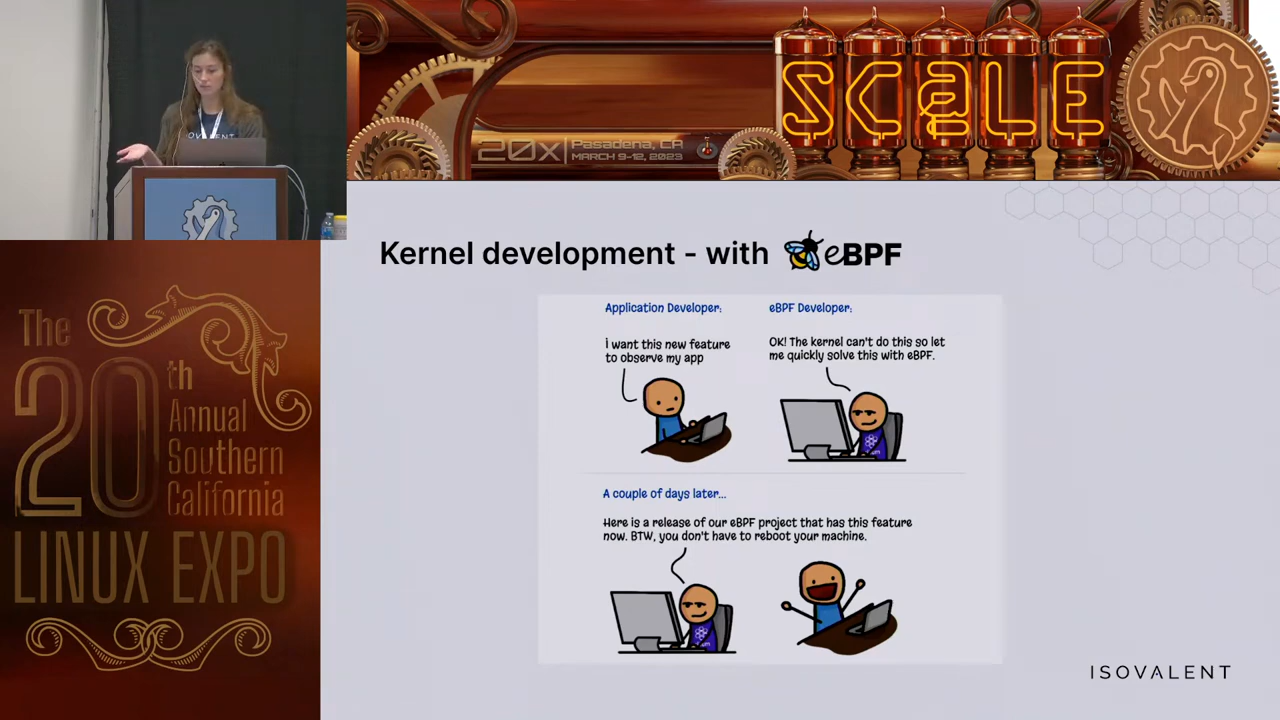 ISOVALENT
SCaLE
20x
Pasadena, CA
MARCH 9-12, 2023
The
20th
Annual
Southern
California
LINUX EXPO
Kernel development - with eBPF
Application Developer:
i want this new feature
to observe my app
eBPF Developer:
OK! The kernel can't do this so let
me quickly solve this with eBPF.
A couple of days later...
Here is a release of our eBPF project that has this feature
now. BTW, you don't have to reboot your machine.
ISOVALENT